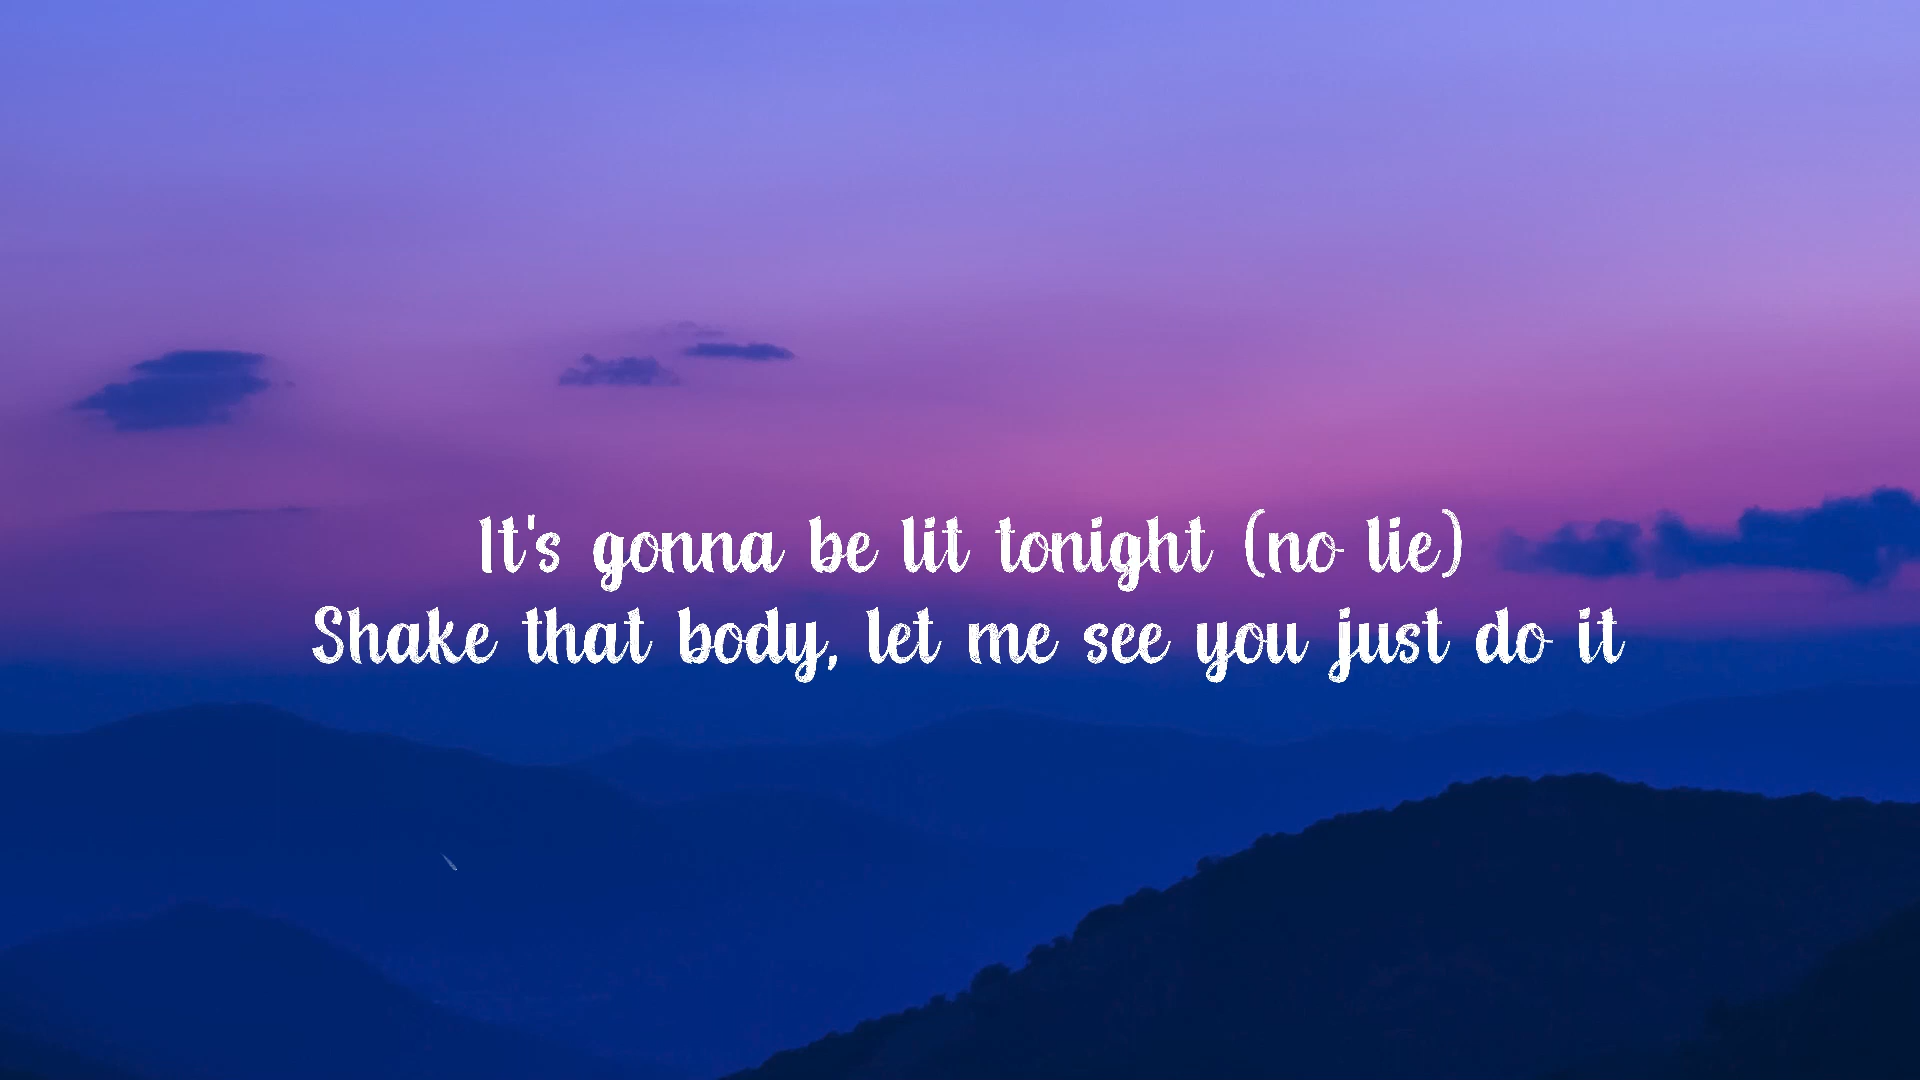 It's gonna be lit tonight (no lie)
Shake that body, let me see you just do it